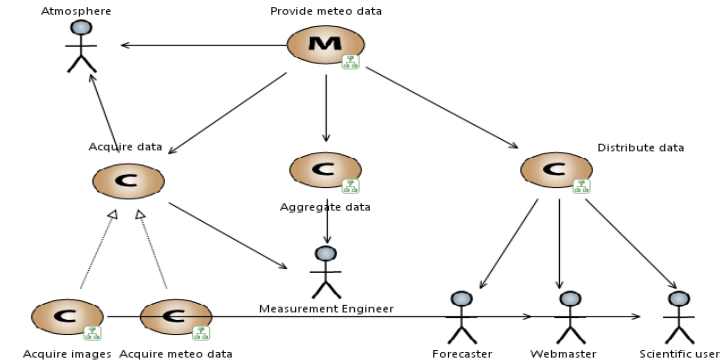 Atmosphere
Provide meteo data
M
Acquire data
C
C
Aggregate data
Distribute data
C
Measurement Engineer
C
C
Acquire images
Acquire meteo data
Forecaster
Webmaster
Scientific user